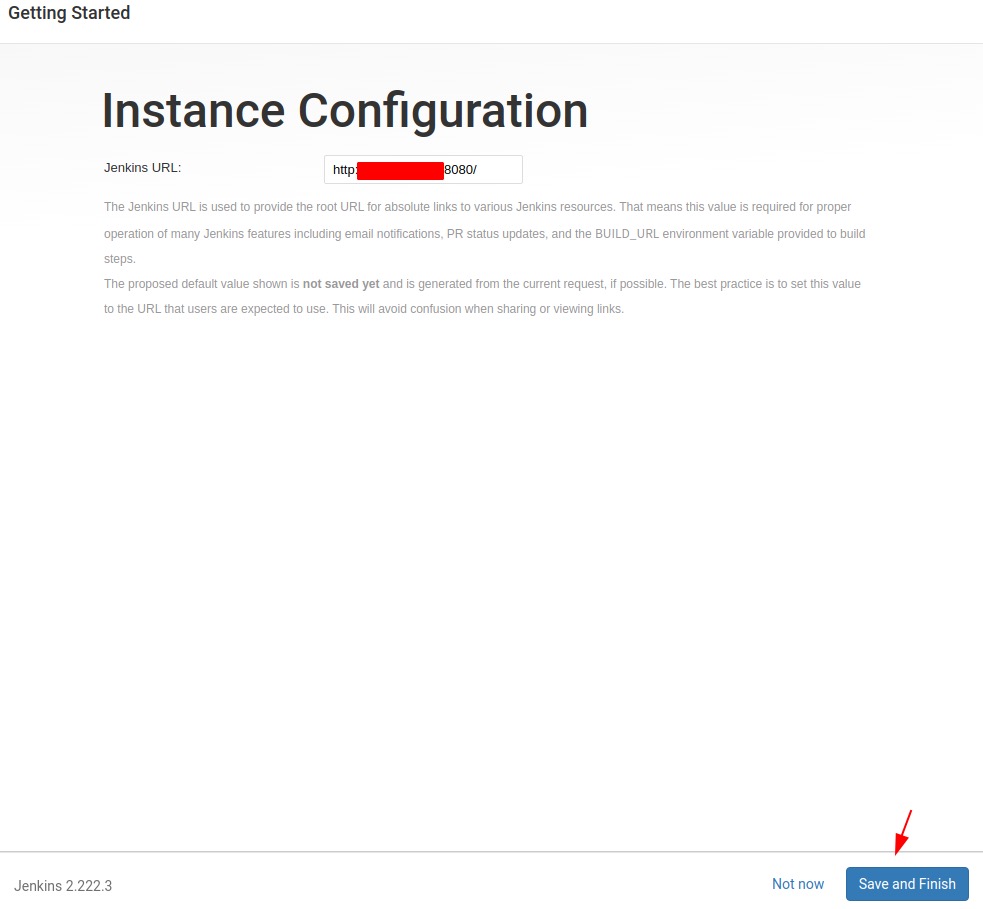 Getting Started
Instance Configuration
Jenkins URL:
http: 8080/
The Jenkins URL is used to provide the root URL for absolute links to various Jenkins resources. That means this value is required for proper
operation of many Jenkins features including email notifications, PR status updates, and the BUILD_URL environment variable provided to build
steps.
The proposed default value shown is not saved yet and is generated from the current request, if possible. The best practice is to set this value
to the URL that users are expected to use. This will avoid confusion when sharing or viewing links.
Jenkins 2.222.3
Not now
Save and Finish